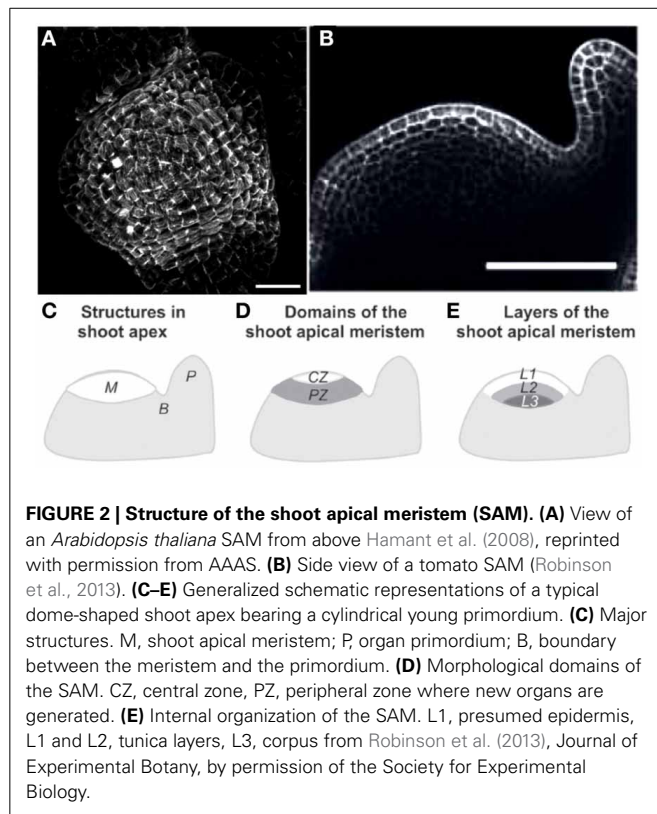 A
B
C Structures in shoot apex
D Domains of the shoot apical meristem
E Layers of the shoot apical meristem
M
P
B
CZ
PZ
L1
L2
L3
FIGURE 2 | Structure of the shoot apical meristem (SAM). (A) View of
an Arabidopsis thaliana SAM from above Hamant et al. (2008), reprinted
with permission from AAAS. (B) Side view of a tomato SAM (Robinson
et al., 2013). (C–E) Generalized schematic representations of a typical
dome-shaped shoot apex bearing a cylindrical young primordium. (C) Major
structures. M, shoot apical meristem; P, organ primordium; B, boundary
between the meristem and the primordium. (D) Morphological domains of
the SAM. CZ, central zone, PZ, peripheral zone where new organs are
generated. (E) Internal organization of the SAM. L1, presumed epidermis,
L1 and L2, tunica layers, L3, corpus from Robinson et al. (2013), Journal of
Experimental Botany, by permission of the Society for Experimental
Biology.